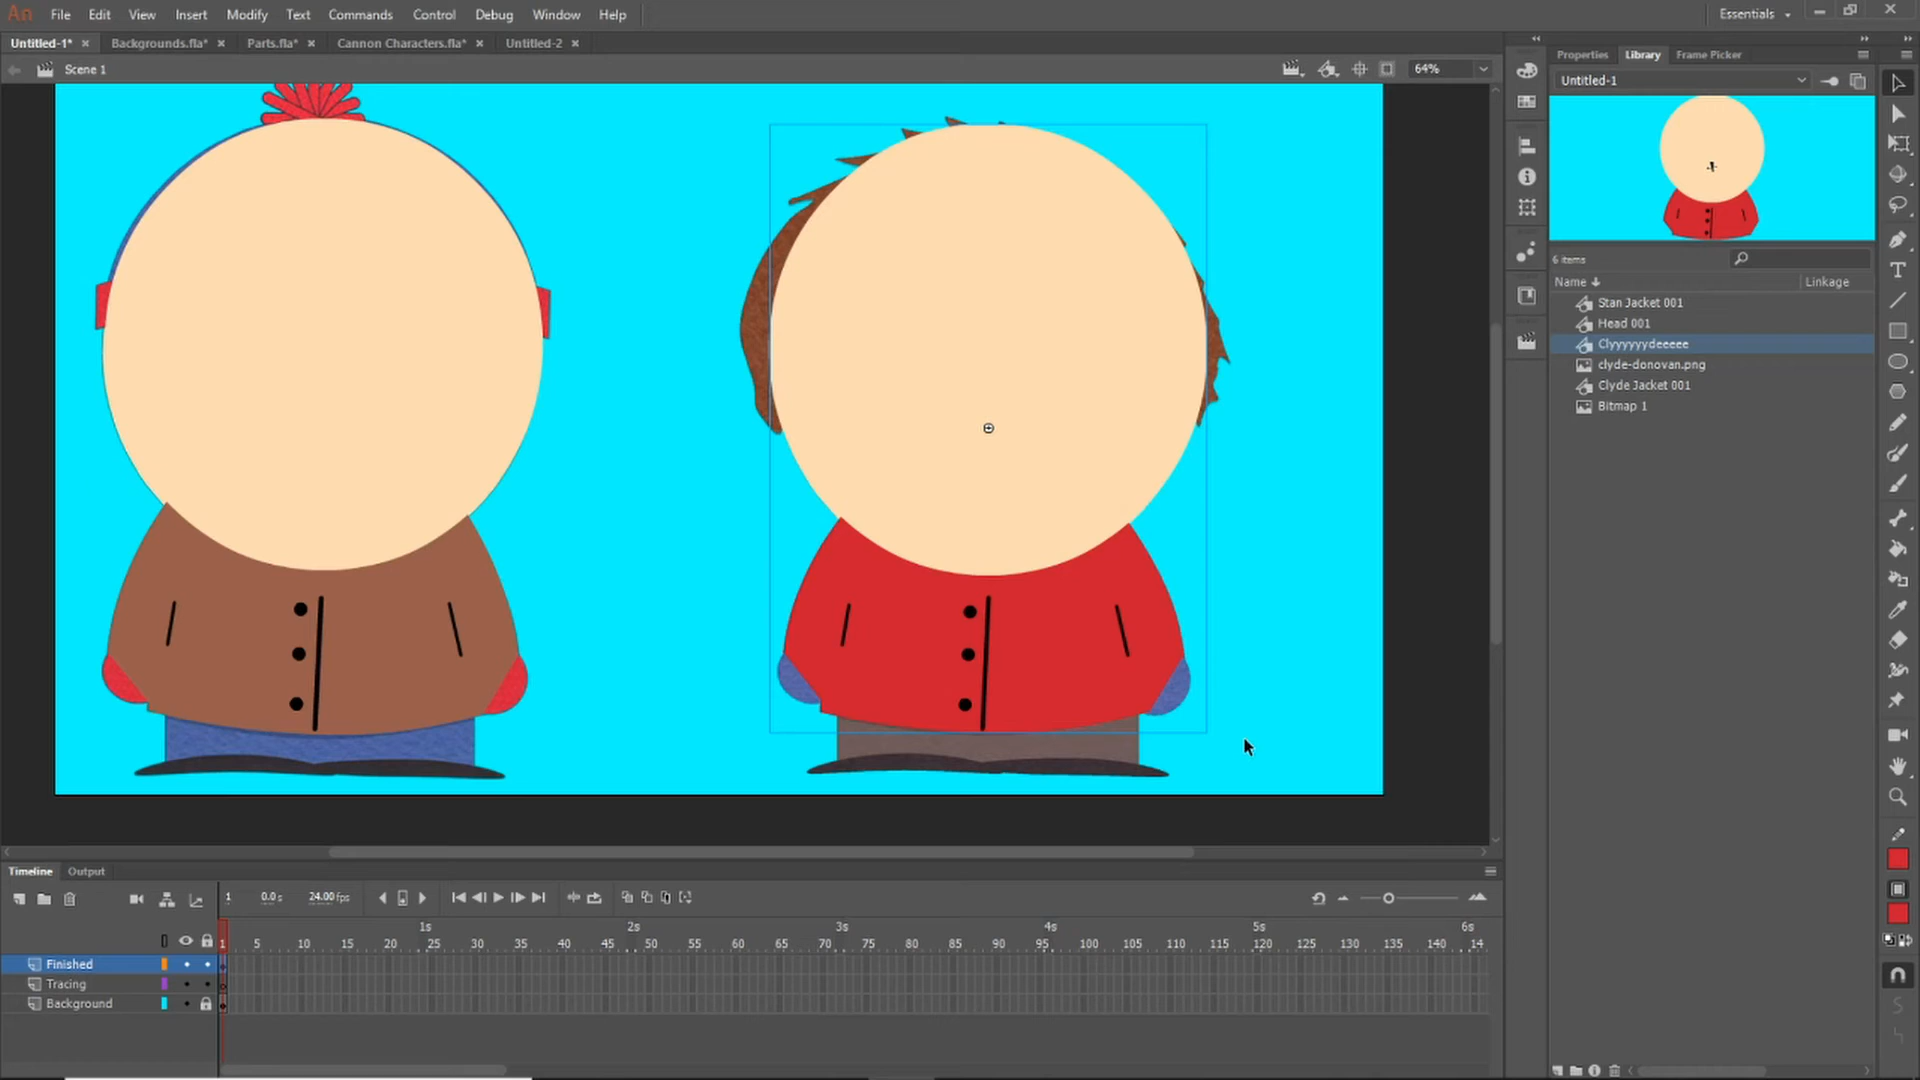 An File Edit View Insert Modify Text Commands Control Debug Window Help Essentials
Untitled-1* Backgrounds.fla* Parts.fla* Cannon Characters.fla* Untitled-2
Scene 1 64%
Properties Library Frame Picker
Untitled-1
6 items
Name Linkage
Stan Jacket 001
Head 001
Clyyyyyydeeeee
clyde-donovan.png
Clyde Jacket 001
Bitmap 1
Timeline Output
1 0.0s 24.00fps
1s 2s 3s 4s 5s 6s
1 5 10 15 20 25 30 35 40 45 50 55 60 65 70 75 80 85 90 95 100 105 110 115 120 125 130 135 140 14
Finished
Tracing
Background